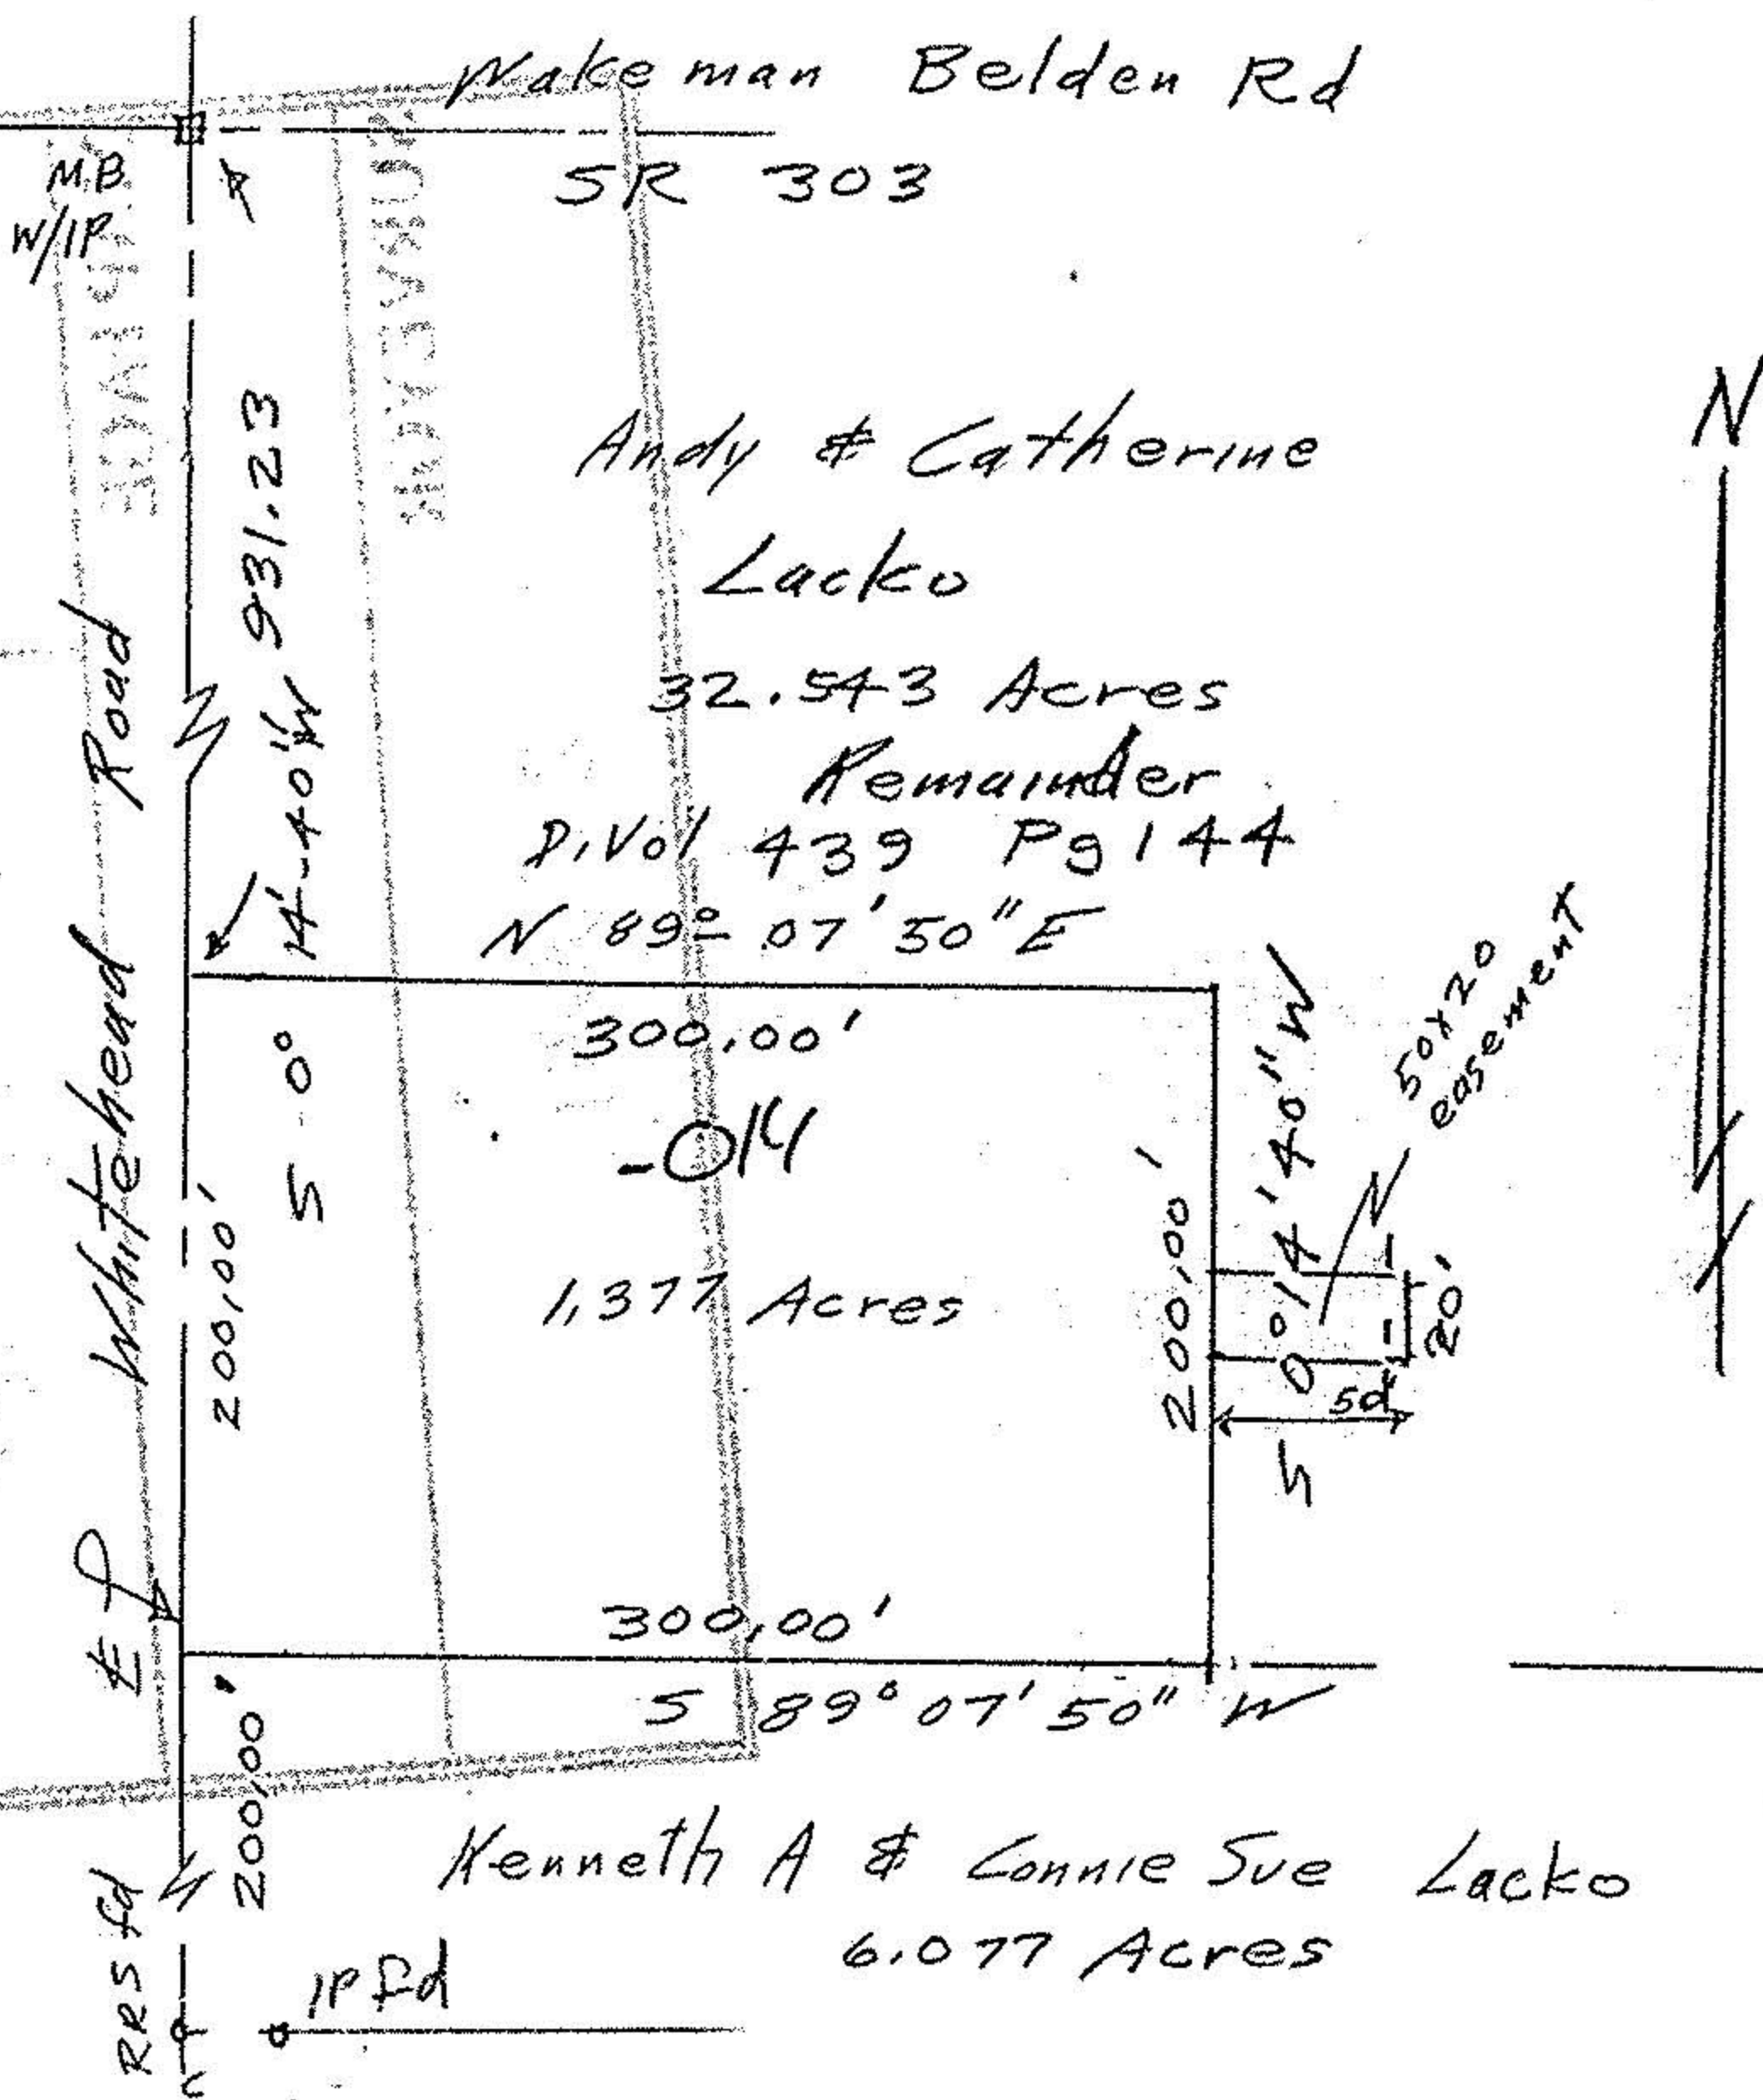 Wakeman Belden Rd
SR 303
M.B.
W/IP
N
Andy & Catherine
Lacko
32.543 Acres
Remainder
D.Vol 439 Pg 144
N 89° 07' 50" E
300.00'
S 0° 14'-40" W 931.23
Whitehead Road
200.00'
-014
1.377 Acres
200.00'
S 0° 14' 40" W
50x20
easement
20'
50'
300.00'
S 89° 07' 50" W
200.00'
Kenneth A & Connie Sue Lacko
6.077 Acres
RRS fd
IP fd